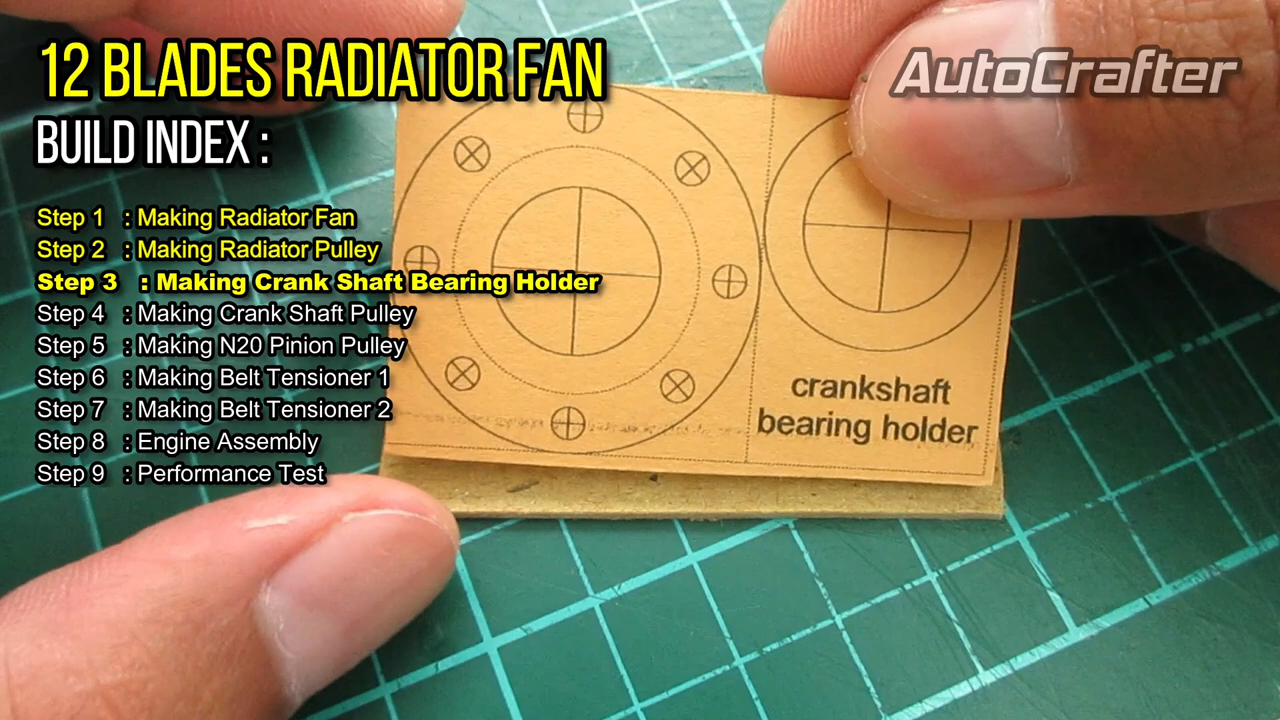 12 BLADES RADIATOR FAN
AutoCrafter
BUILD INDEX :
Step 1 : Making Radiator Fan
Step 2 : Making Radiator Pulley
Step 3 : Making Crank Shaft Bearing Holder
Step 4 : Making Crank Shaft Pulley
Step 5 : Making N20 Pinion Pulley
Step 6 : Making Belt Tensioner 1
Step 7 : Making Belt Tensioner 2
Step 8 : Engine Assembly
Step 9 : Performance Test
crankshaft
bearing holder